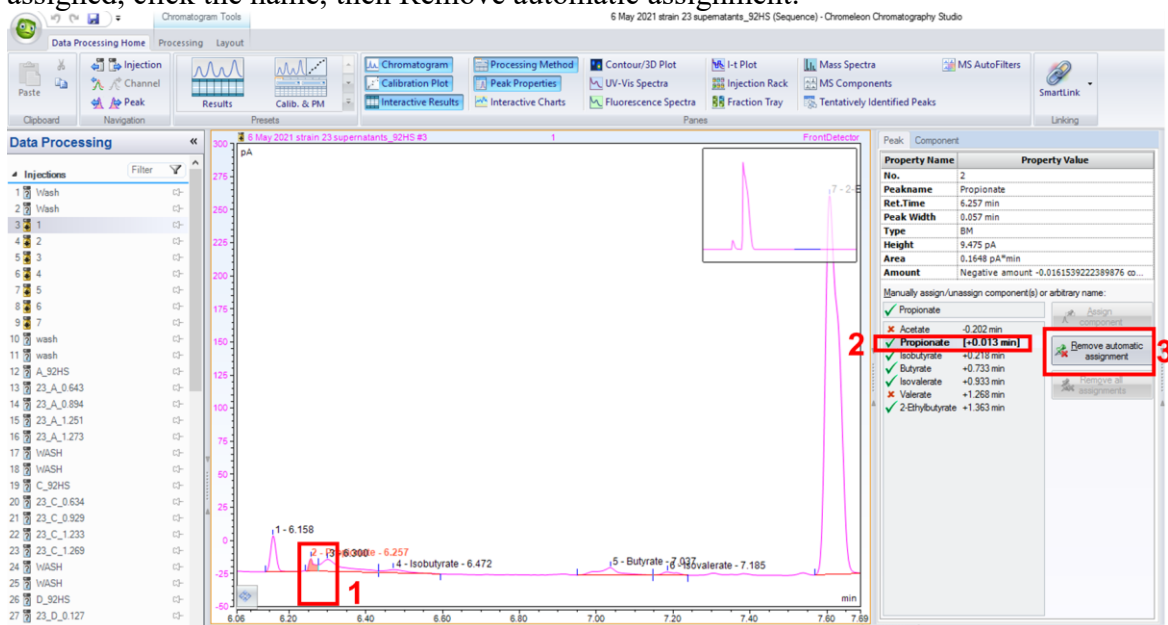 assigned, click the name, then Remove automatic assignment.
Chromatogram Tools
6 May 2021 strain 23 supernatants_92HS (Sequence) - Chromeleon Chromatography Studio
Data Processing Home Processing Layout
Paste
Injection
Channel
Peak
Results
Calib. & PM
Chromatogram
Calibration Plot
Interactive Results
Processing Method
Peak Properties
Interactive Charts
Contour/3D Plot
UV-Vis Spectra
Fluorescence Spectra
I-t Plot
Injection Rack
Fraction Tray
Mass Spectra
MS Components
Tentatively Identified Peaks
MS AutoFilters
SmartLink
Clipboard
Navigation
Presets
Panes
Linking
Data Processing
Injections
Filter
1 Wash
2 Wash
3 1
4 2
5 3
6 4
7 5
8 6
9 7
10 wash
11 wash
12 A_92HS
13 23_A_0.643
14 23_A_0.894
15 23_A_1.251
16 23_A_1.273
17 WASH
18 WASH
19 C_92HS
20 23_C_0.634
21 23_C_0.929
22 23_C_1.233
23 23_C_1.269
24 WASH
25 WASH
26 D_92HS
27 23_D_0.127
6 May 2021 strain 23 supernatants_92HS #3
1
FrontDetector
pA
300
275
250
225
200
175
150
125
100
75
50
25
0
-25
-50
7 - 2-E
1 - 6.158
2 - Propionate - 6.257
3 - 6.300
4 - Isobutyrate - 6.472
5 - Butyrate - 7.037
6 - Isovalerate - 7.185
1
min
6.06 6.20 6.40 6.60 6.80 7.00 7.20 7.40 7.60 7.69
Peak Component
Property Name Property Value
No. 2
Peakname Propionate
Ret.Time 6.257 min
Peak Width 0.057 min
Type BM
Height 9.475 pA
Area 0.1648 pA*min
Amount Negative amount -0.0161539222389876 co...
Manually assign/unassign component(s) or arbitrary name:
Propionate
Assign
component
Acetate -0.202 min
2
Propionate [+0.013 min]
Isobutyrate +0.218 min
Butyrate +0.733 min
Isovalerate +0.933 min
Valerate +1.268 min
2-Ethylbutyrate +1.363 min
Remove automatic
assignment
3
Remove all
assignments